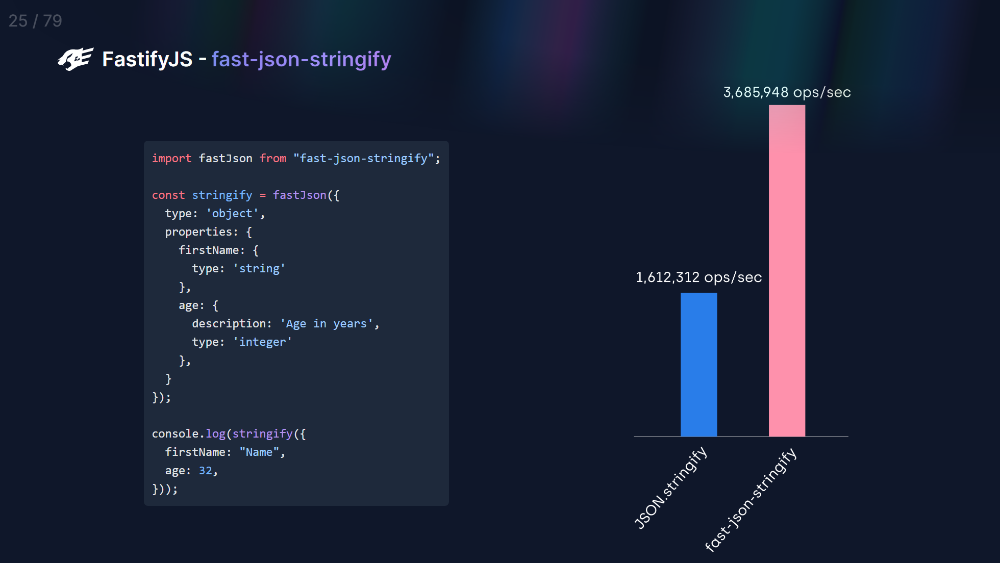 25 / 79
FastifyJS - fast-json-stringify
import fastJson from "fast-json-stringify";
const stringify = fastJson({
  type: 'object',
  properties: {
    firstName: {
      type: 'string'
    },
    age: {
      description: 'Age in years',
      type: 'integer'
    },
  }
});
console.log(stringify({
  firstName: "Name",
  age: 32,
}));
3,685,948 ops/sec
1,612,312 ops/sec
JSON.stringify
fast-json-stringify